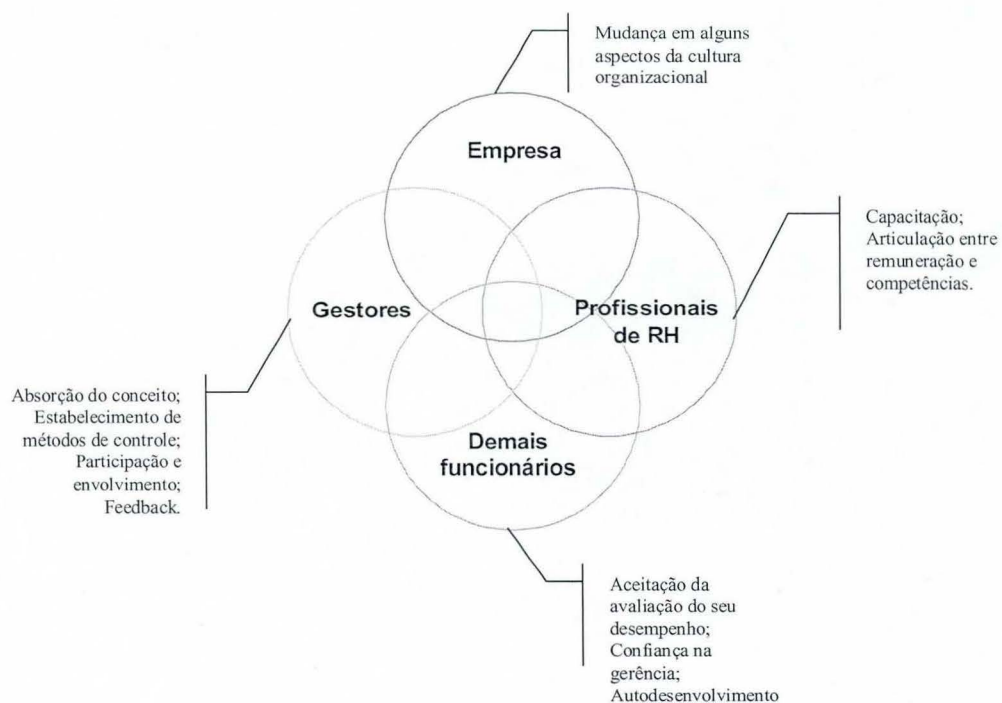 Mudança em alguns
aspectos da cultura
organizacional
Empresa
Capacitação;
Articulação entre
remuneração e
competências.
Gestores
Profissionais
de RH
Absorção do conceito;
Estabelecimento de
métodos de controle;
Participação e
envolvimento;
Feedback.
Demais
funcionários
Aceitação da
avaliação do seu
desempenho;
Confiança na
gerência;
Autodesenvolvimento